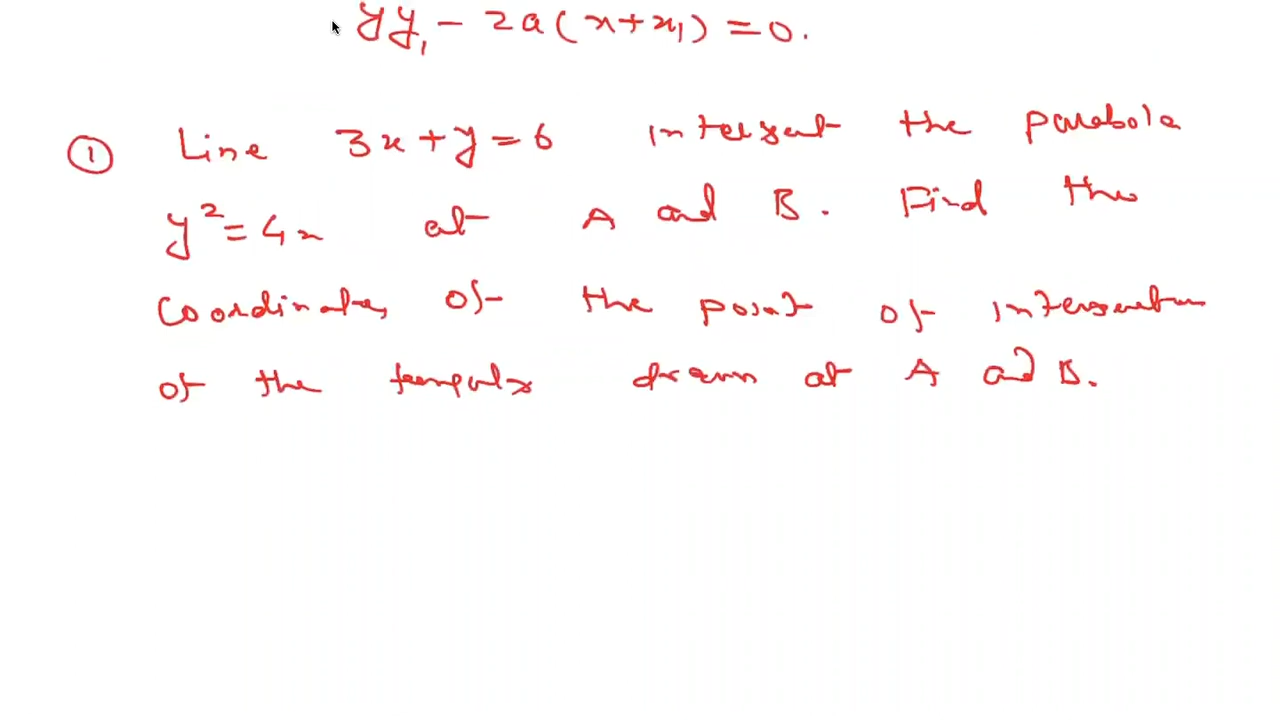 yy₁ - 2a(x+x₁) = 0.
① Line 3x + y = 6 intersect the parabola
y² = 4x at A and B. Find the
coordinates of the point of intersection
of the tangents drawn at A and B.